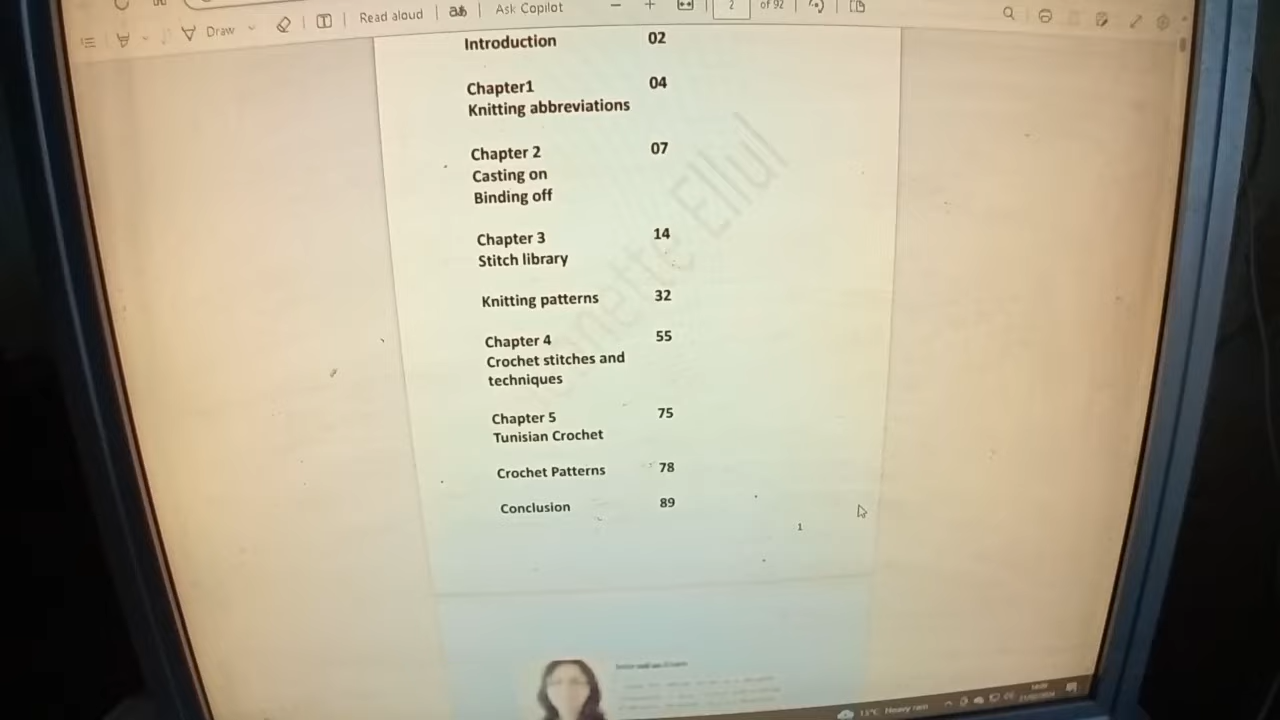 Read aloud
Ask Copilot
Draw
2 of 92
Introduction 02
Chapter1 04
Knitting abbreviations
Chapter 2 07
Casting on
Binding off
Chapter 3 14
Stitch library
Knitting patterns 32
Chapter 4 55
Crochet stitches and
techniques
Chapter 5 75
Tunisian Crochet
Crochet Patterns 78
Conclusion 89
1
Ellul
15°C Heavy rain